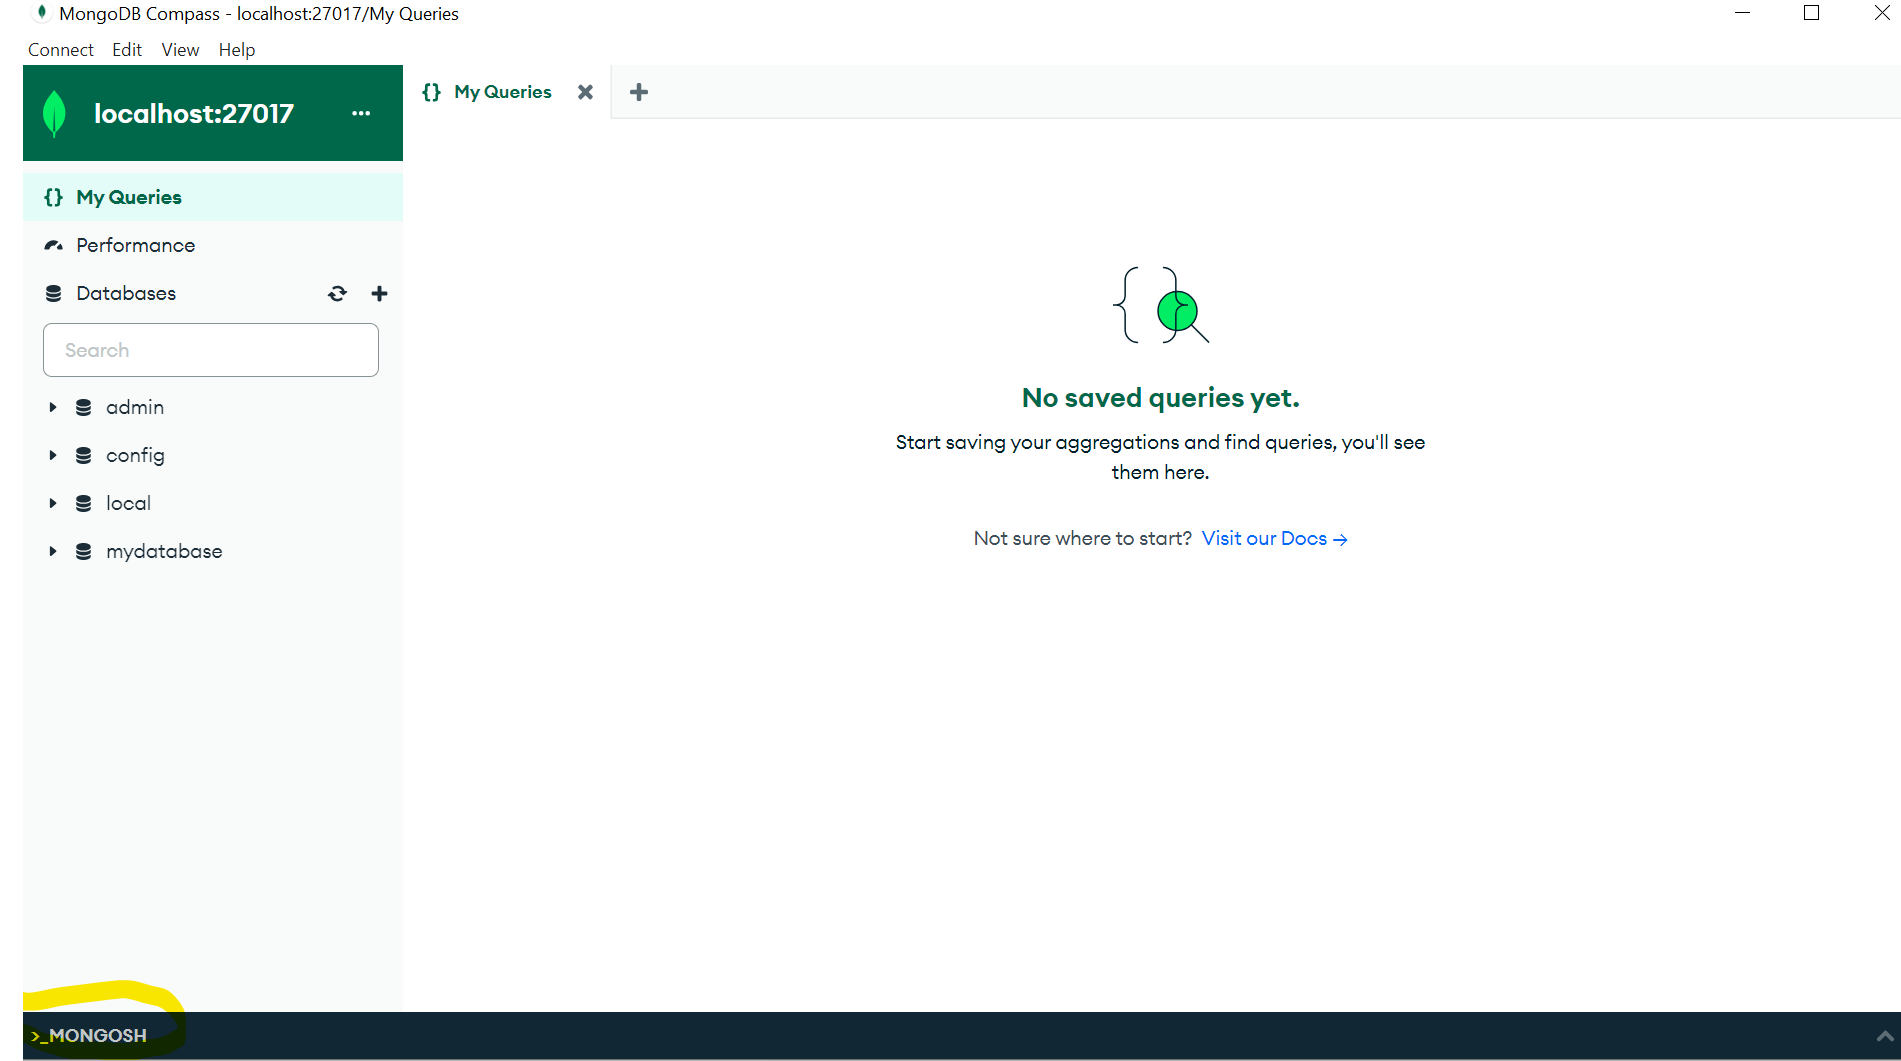 MongoDB Compass - localhost:27017/My Queries
Connect Edit View Help
localhost:27017 ...
{} My Queries
{} My Queries
Performance
Databases
Search
admin
config
local
mydatabase
No saved queries yet.
Start saving your aggregations and find queries, you'll see
them here.
Not sure where to start? Visit our Docs →
>_MONGOSH